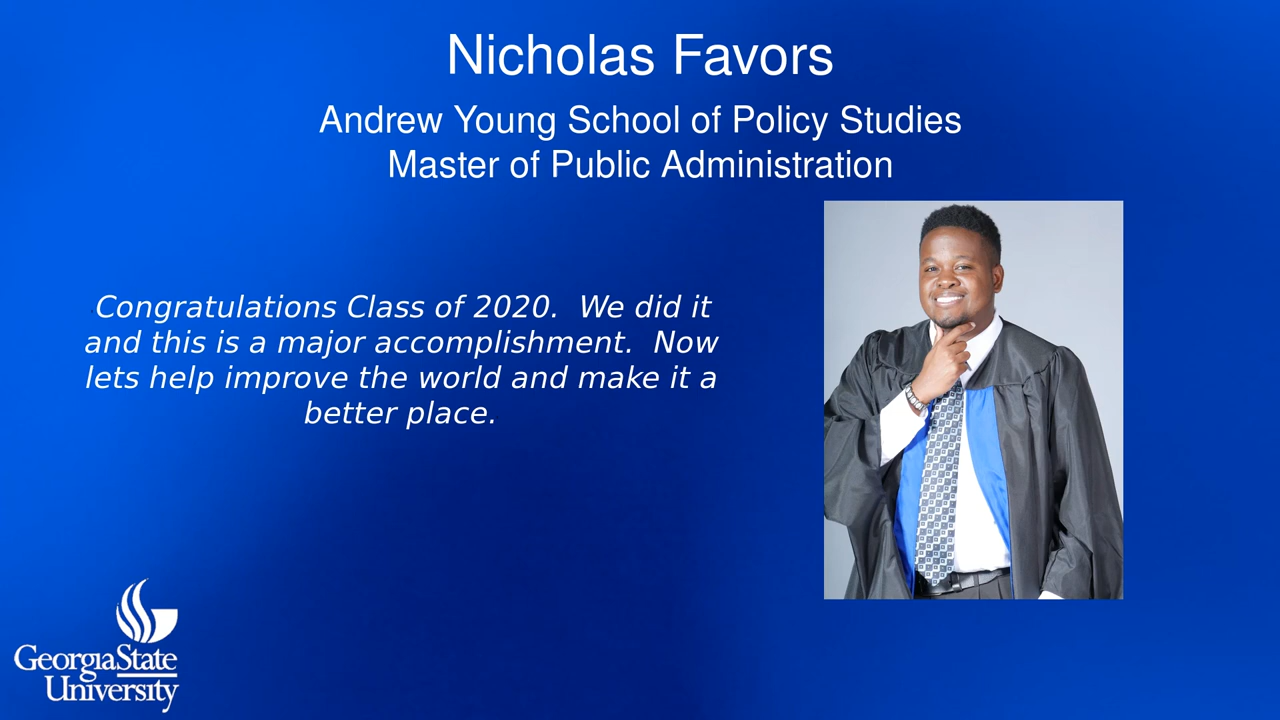 Nicholas Favors
Andrew Young School of Policy Studies
Master of Public Administration
Congratulations Class of 2020.  We did it
and this is a major accomplishment.  Now
lets help improve the world and make it a
better place.
GeorgiaState
University